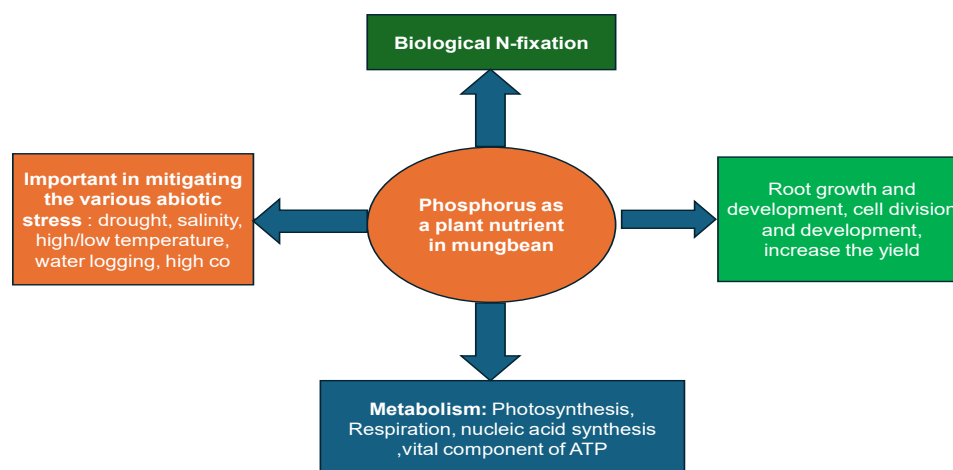 Biological N-fixation
Important in mitigating
the various abiotic
stress : drought, salinity,
high/low temperature,
water logging, high co
Phosphorus as
a plant nutrient
in mungbean
Root growth and
development, cell division
and development,
increase the yield
Metabolism: Photosynthesis,
Respiration, nucleic acid synthesis
,vital component of ATP